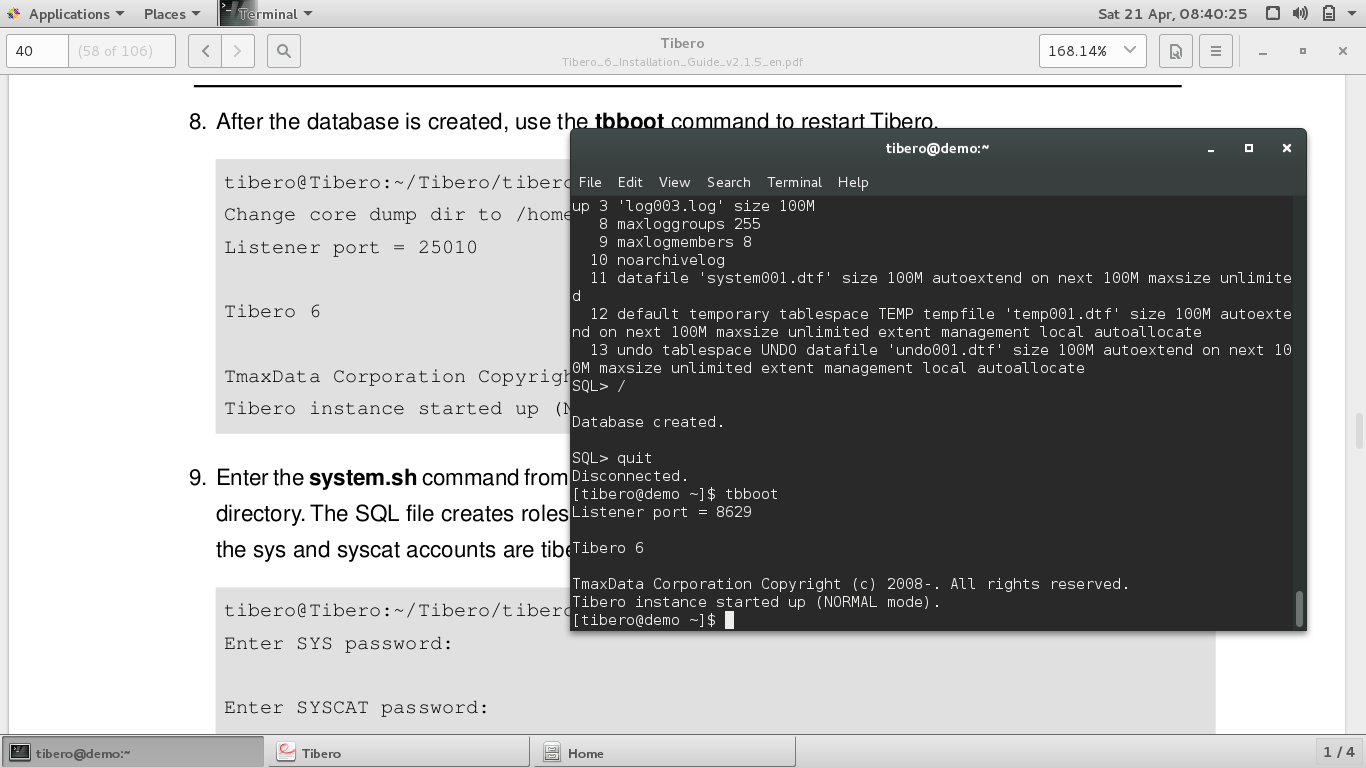 Applications Places Terminal Sat 21 Apr, 08:40:25
40 (58 of 106) Tibero 168.14%
Tibero_6_Installation_Guide_v2.1.5_en.pdf
8. After the database is created, use the tbboot command to restart Tibero.
tibero@Tibero:~/Tibero/tibero
Change core dump dir to /home
Listener port = 25010
Tibero 6
TmaxData Corporation Copyrigh
Tibero instance started up (N
9. Enter the system.sh command from
directory. The SQL file creates roles
the sys and syscat accounts are tibe
tibero@Tibero:~/Tibero/tibero
Enter SYS password:
Enter SYSCAT password:
tibero@demo:~
File Edit View Search Terminal Help
up 3 'log003.log' size 100M
8 maxloggroups 255
9 maxlogmembers 8
10 noarchivelog
11 datafile 'system001.dtf' size 100M autoextend on next 100M maxsize unlimite
d
12 default temporary tablespace TEMP tempfile 'temp001.dtf' size 100M autoexte
nd on next 100M maxsize unlimited extent management local autoallocate
13 undo tablespace UNDO datafile 'undo001.dtf' size 100M autoextend on next 10
0M maxsize unlimited extent management local autoallocate
SQL> /
Database created.
SQL> quit
Disconnected.
[tibero@demo ~]$ tbboot
Listener port = 8629
Tibero 6
TmaxData Corporation Copyright (c) 2008-. All rights reserved.
Tibero instance started up (NORMAL mode).
[tibero@demo ~]$
tibero@demo:~ Tibero Home 1 / 4